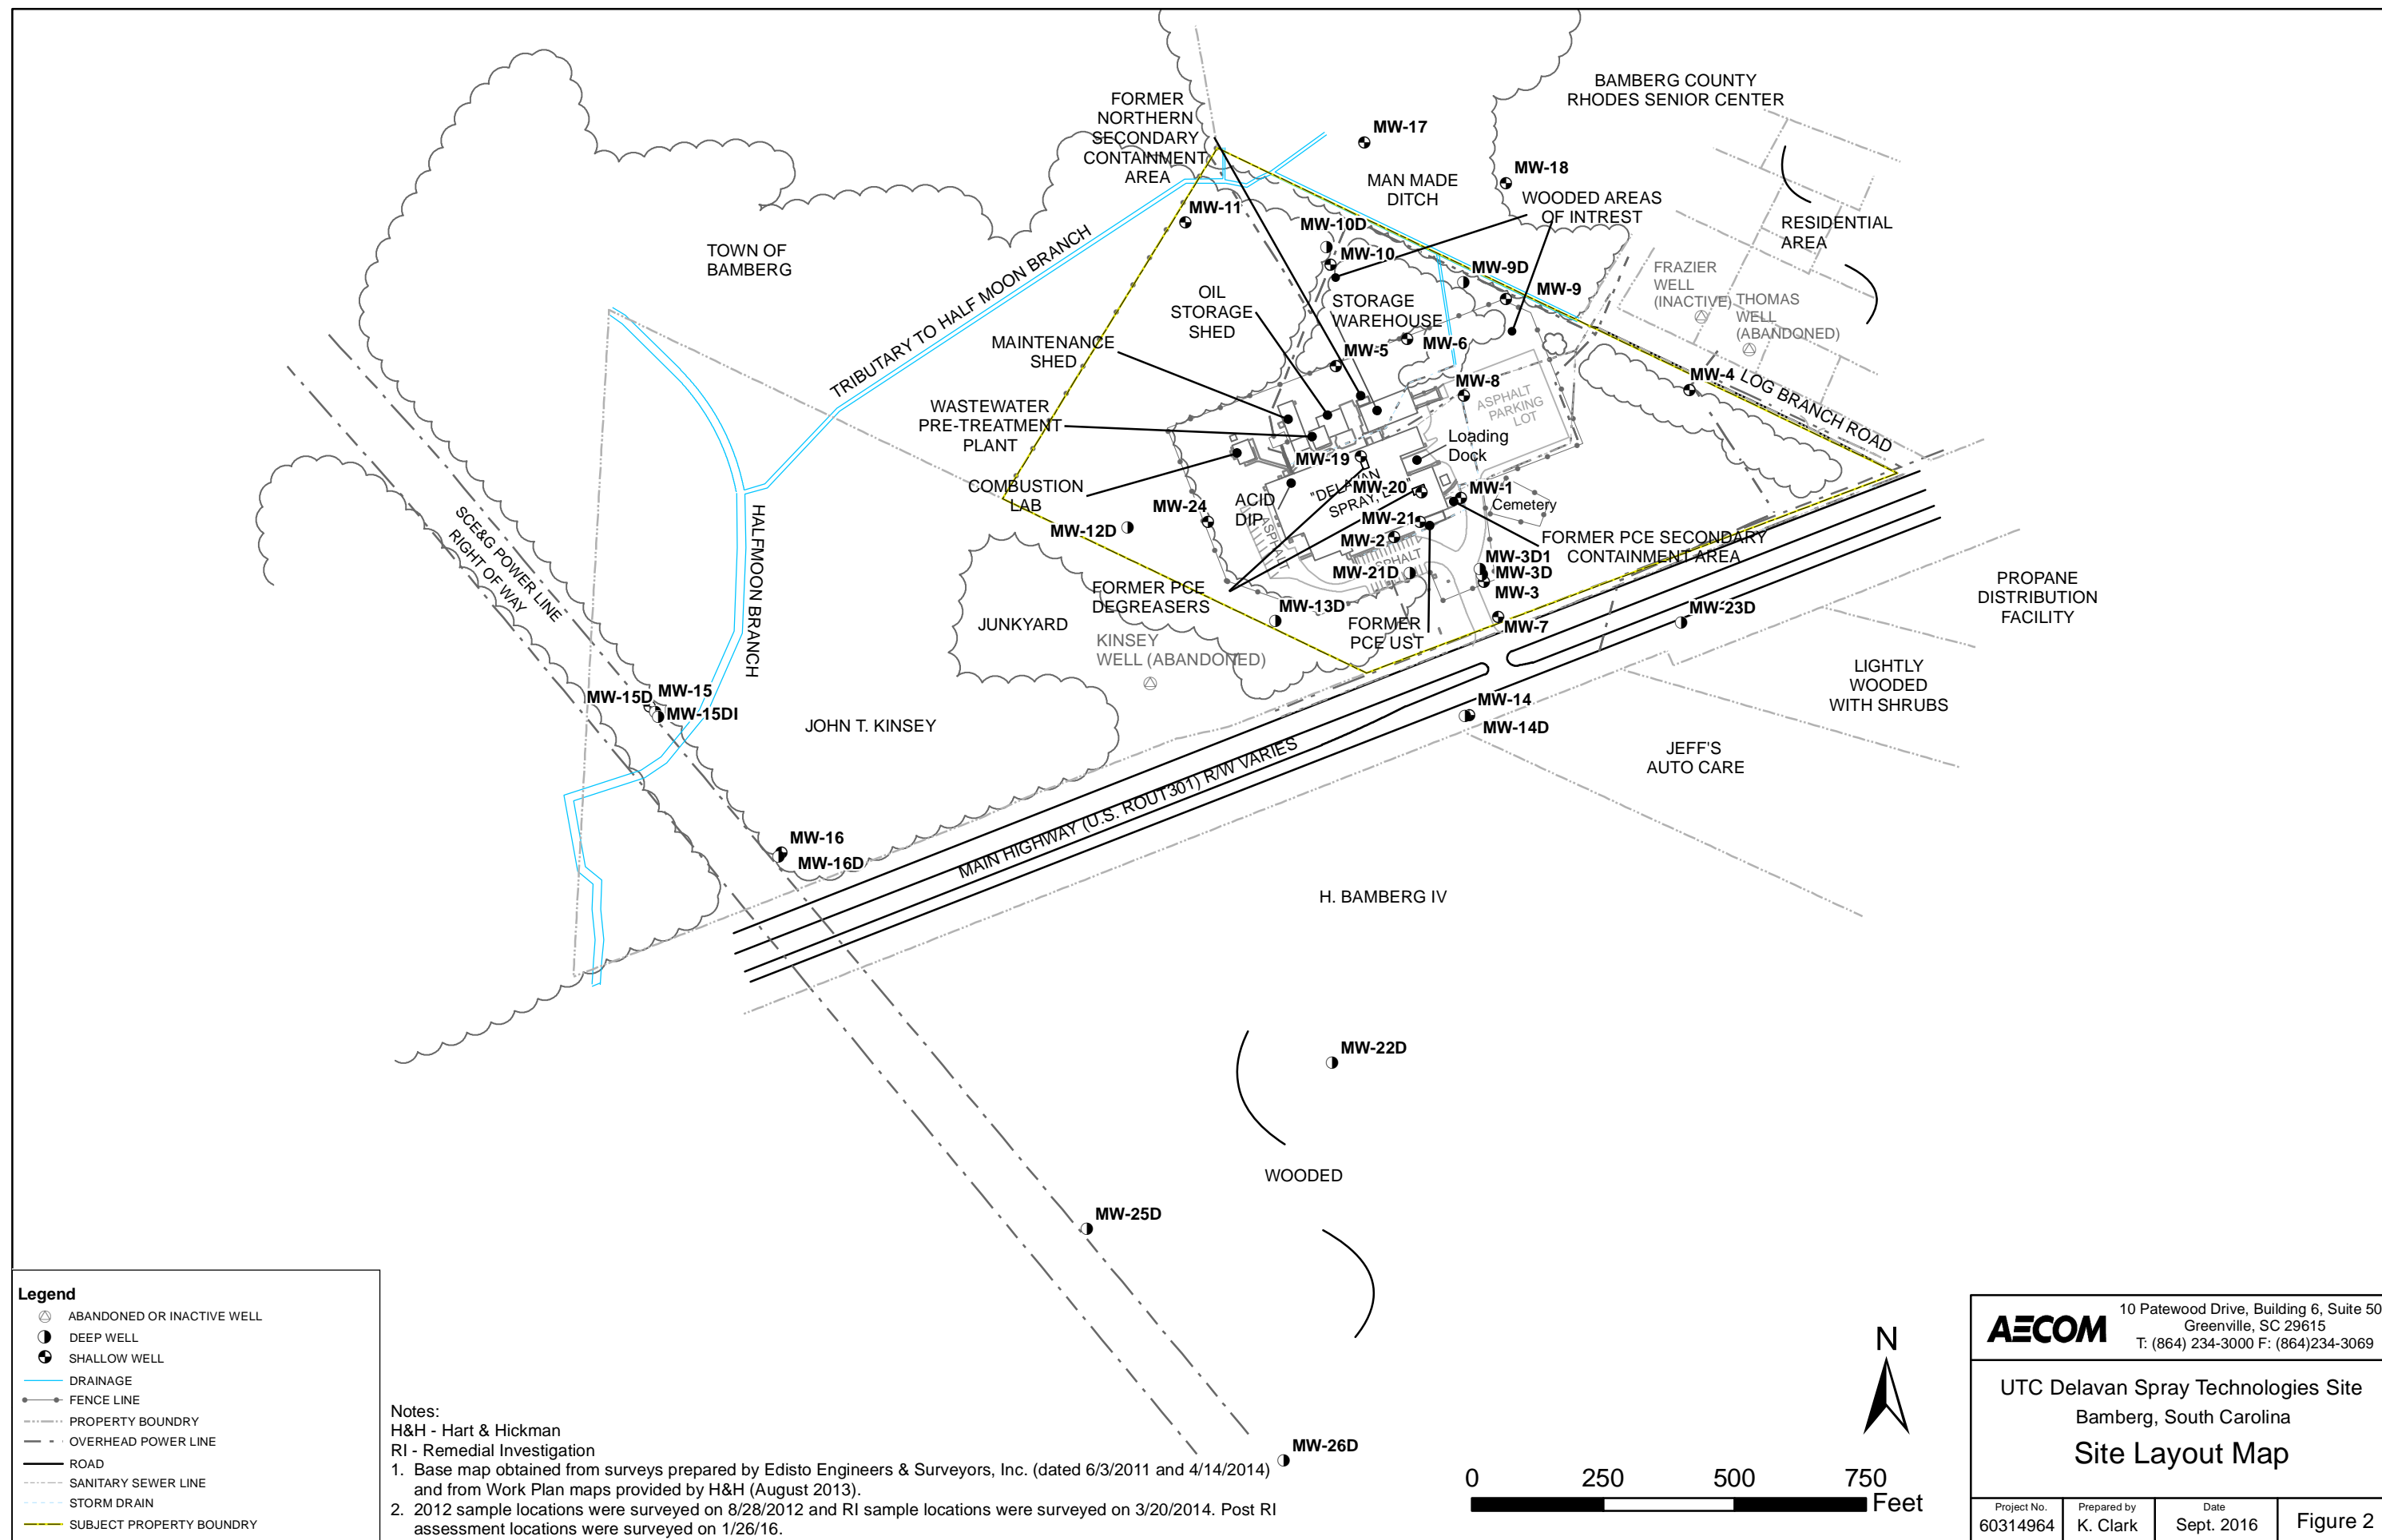 BAMBERG COUNTY
RHODES SENIOR CENTER
FORMER
NORTHERN
SECONDARY
CONTAINMENT
AREA
MW-17
MAN MADE
DITCH
MW-18
WOODED AREAS
OF INTREST
RESIDENTIAL
AREA
MW-11
MW-10D
MW-10
TOWN OF
BAMBERG
TRIBUTARY TO HALF MOON BRANCH
FRAZIER
WELL
(INACTIVE)
THOMAS
WELL
(ABANDONED)
MW-9D
MW-9
OIL
STORAGE
SHED
STORAGE
WAREHOUSE
MAINTENANCE
SHED
MW-5
MW-6
MW-8
MW-4
LOG BRANCH ROAD
ASPHALT
PARKING
LOT
WASTEWATER
PRE-TREATMENT
PLANT
Loading
Dock
MW-19
"DELAVAN
SPRAY,
MW-20
MW-1
Cemetery
COMBUSTION
LAB
ACID
DIP
MW-24
MW-12D
ASPHALT
MW-21
MW-2
FORMER PCE SECONDARY
CONTAINMENT AREA
MW-3D1
MW-3D
MW-3
MW-21D
ASPHALT
SCE&G POWER LINE
RIGHT OF WAY
HALFMOON BRANCH
FORMER PCE
DEGREASERS
MW-13D
FORMER
PCE UST
MW-7
MW-23D
PROPANE
DISTRIBUTION
FACILITY
JUNKYARD
KINSEY
WELL (ABANDONED)
LIGHTLY
WOODED
WITH SHRUBS
MW-15D
MW-15
MW-15DI
JOHN T. KINSEY
MW-14
MW-14D
JEFF'S
AUTO CARE
MAIN HIGHWAY (U.S. ROUT301) R/W VARIES
MW-16
MW-16D
H. BAMBERG IV
MW-22D
WOODED
MW-25D
MW-26D
Legend
ABANDONED OR INACTIVE WELL
DEEP WELL
SHALLOW WELL
DRAINAGE
FENCE LINE
PROPERTY BOUNDRY
OVERHEAD POWER LINE
ROAD
SANITARY SEWER LINE
STORM DRAIN
SUBJECT PROPERTY BOUNDRY
Notes:
H&H - Hart & Hickman
RI - Remedial Investigation
1. Base map obtained from surveys prepared by Edisto Engineers & Surveyors, Inc. (dated 6/3/2011 and 4/14/2014)
and from Work Plan maps provided by H&H (August 2013).
2. 2012 sample locations were surveyed on 8/28/2012 and RI sample locations were surveyed on 3/20/2014. Post RI
assessment locations were surveyed on 1/26/16.
0 250 500 750
Feet
N
AECOM
10 Patewood Drive, Building 6, Suite 50
Greenville, SC 29615
T: (864) 234-3000 F: (864)234-3069
UTC Delavan Spray Technologies Site
Bamberg, South Carolina
Site Layout Map
Project No.
60314964
Prepared by
K. Clark
Date
Sept. 2016
Figure 2